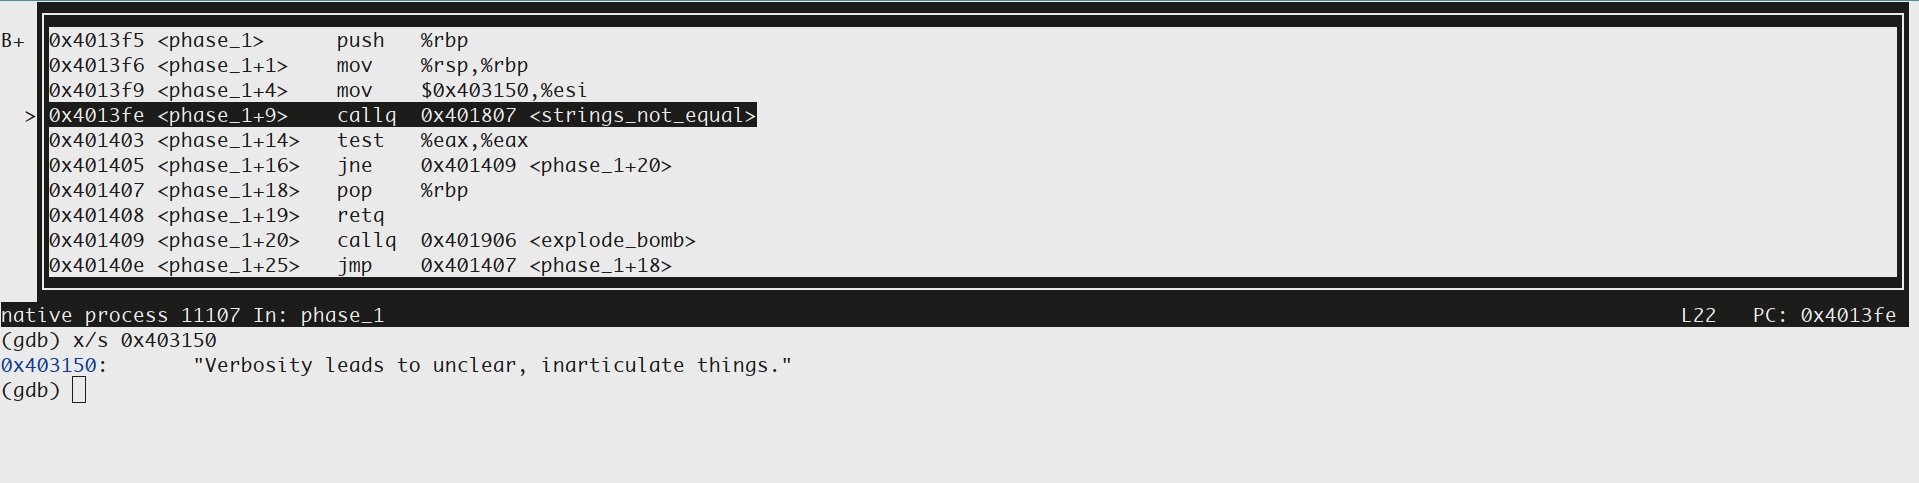 B+ 0x4013f5 <phase_1>      push   %rbp
0x4013f6 <phase_1+1>    mov    %rsp,%rbp
0x4013f9 <phase_1+4>    mov    $0x403150,%esi
> 0x4013fe <phase_1+9>    callq  0x401807 <strings_not_equal>
0x401403 <phase_1+14>   test   %eax,%eax
0x401405 <phase_1+16>   jne    0x401409 <phase_1+20>
0x401407 <phase_1+18>   pop    %rbp
0x401408 <phase_1+19>   retq
0x401409 <phase_1+20>   callq  0x401906 <explode_bomb>
0x40140e <phase_1+25>   jmp    0x401407 <phase_1+18>
native process 11107 In: phase_1 L22   PC: 0x4013fe
(gdb) x/s 0x403150
0x403150:       "Verbosity leads to unclear, inarticulate things."
(gdb)